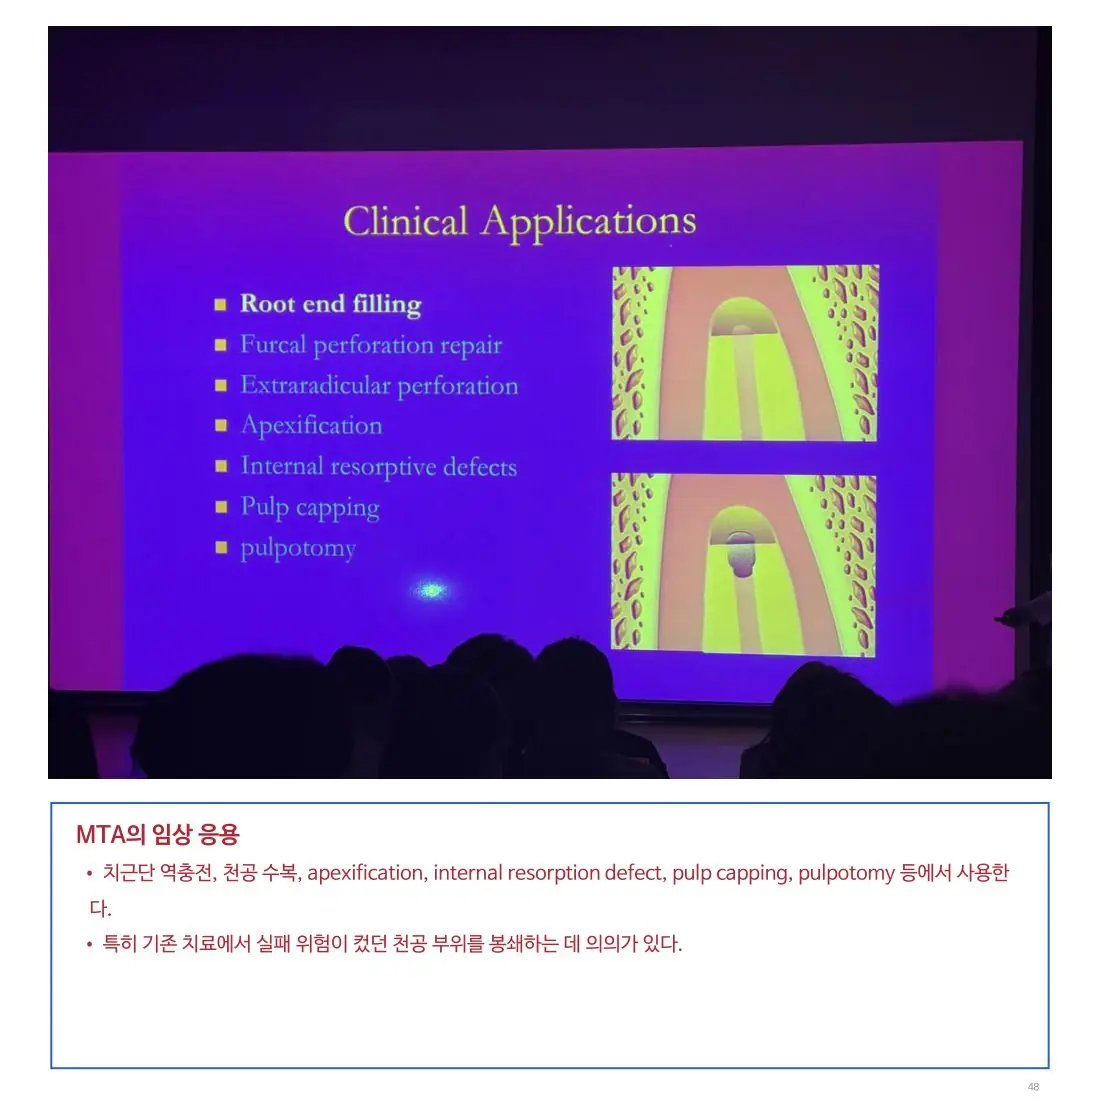 Clinical Applications
Root end filling
Furcal perforation repair
Extraradicular perforation
Apexification
Internal resorptive defects
Pulp capping
pulpotomy
MTA의 임상 응용
• 치근단 역충전, 천공 수복, apexification, internal resorption defect, pulp capping, pulpotomy 등에서 사용한
다.
• 특히 기존 치료에서 실패 위험이 컸던 천공 부위를 봉쇄하는 데 의의가 있다.
48